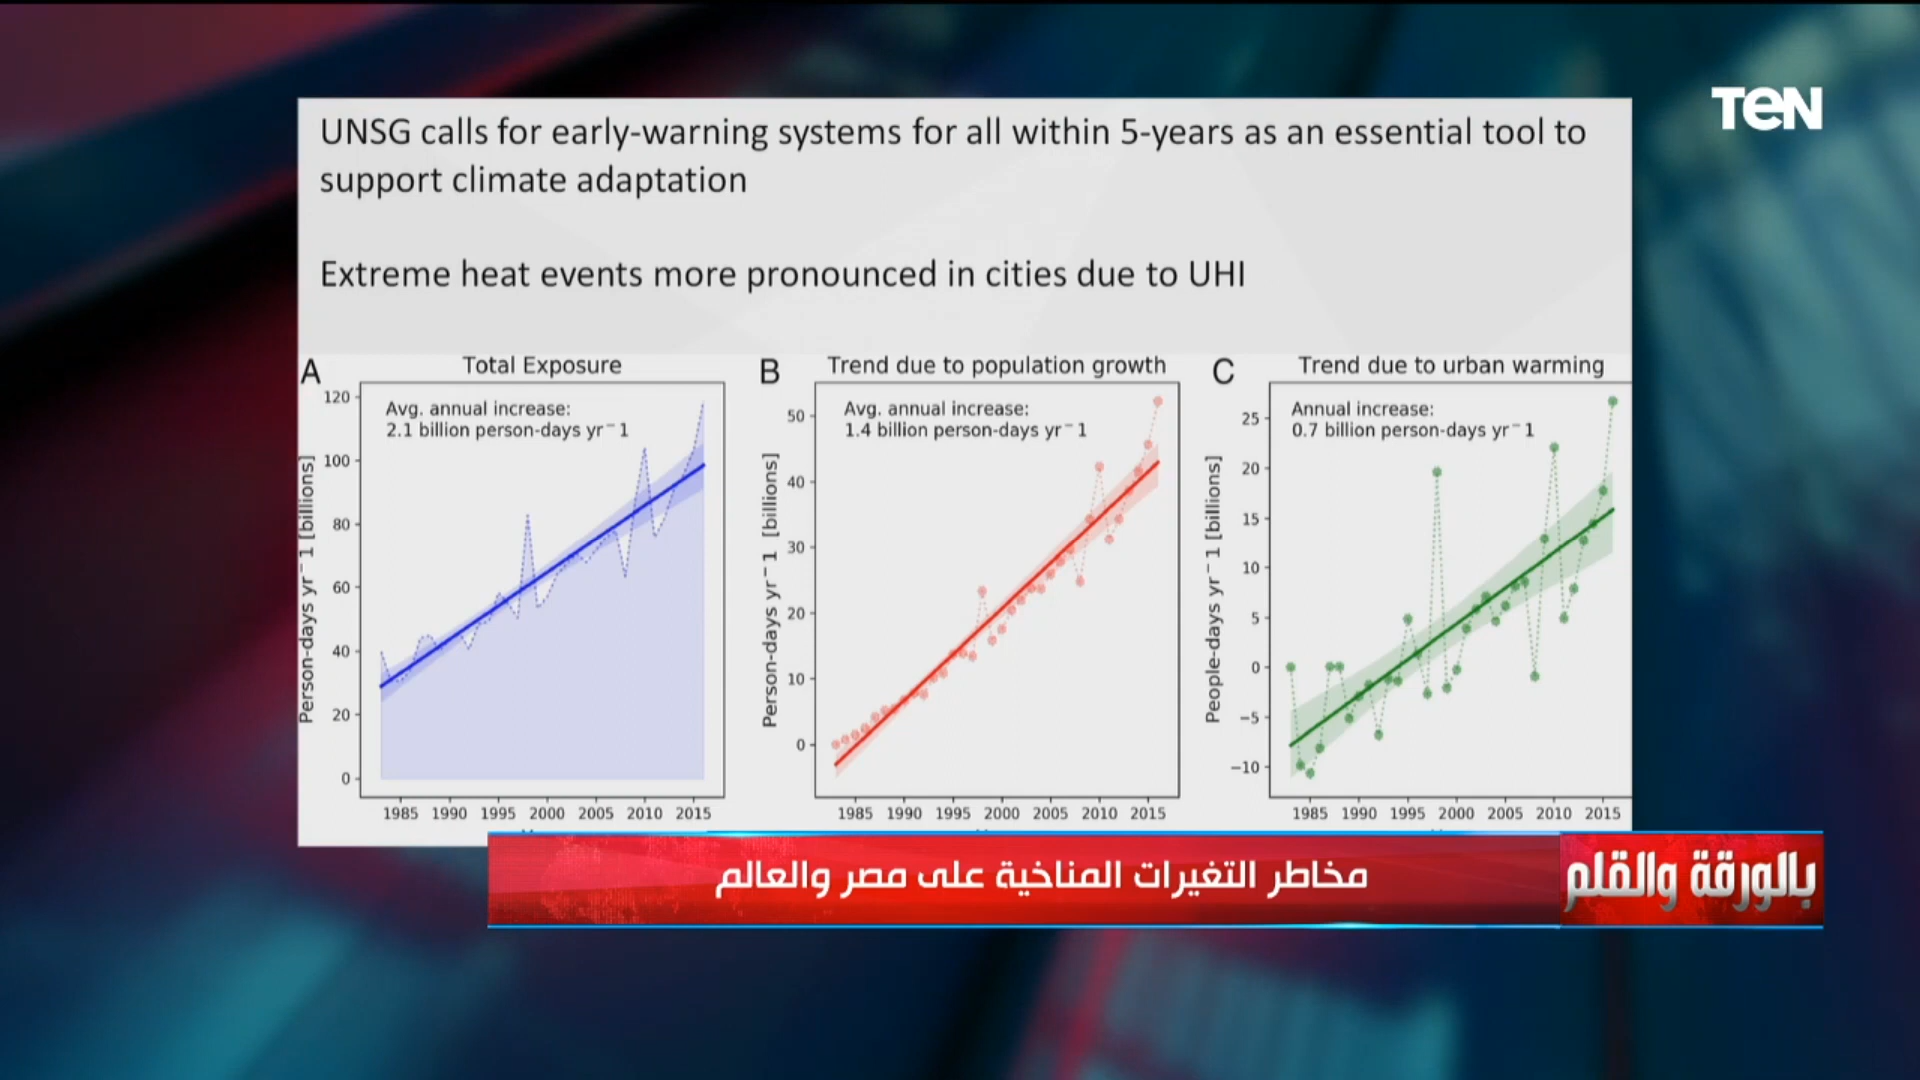 TeN
UNSG calls for early-warning systems for all within 5-years as an essential tool to
support climate adaptation
Extreme heat events more pronounced in cities due to UHI
A
Total Exposure
Avg. annual increase:
2.1 billion person-days yr⁻1
Person-days yr⁻1 [billions]
120
100
80
60
40
20
0
1985 1990 1995 2000 2005 2010 2015
B
Trend due to population growth
Avg. annual increase:
1.4 billion person-days yr⁻1
Person-days yr⁻1 [billions]
50
40
30
20
10
0
1985 1990 1995 2000 2005 2010 2015
C
Trend due to urban warming
Annual increase:
0.7 billion person-days yr⁻1
People-days yr⁻1 [billions]
25
20
15
10
5
0
−5
−10
1985 1990 1995 2000 2005 2010 2015
بالورقة والقلم
مخاطر التغيرات المناخية على مصر والعالم